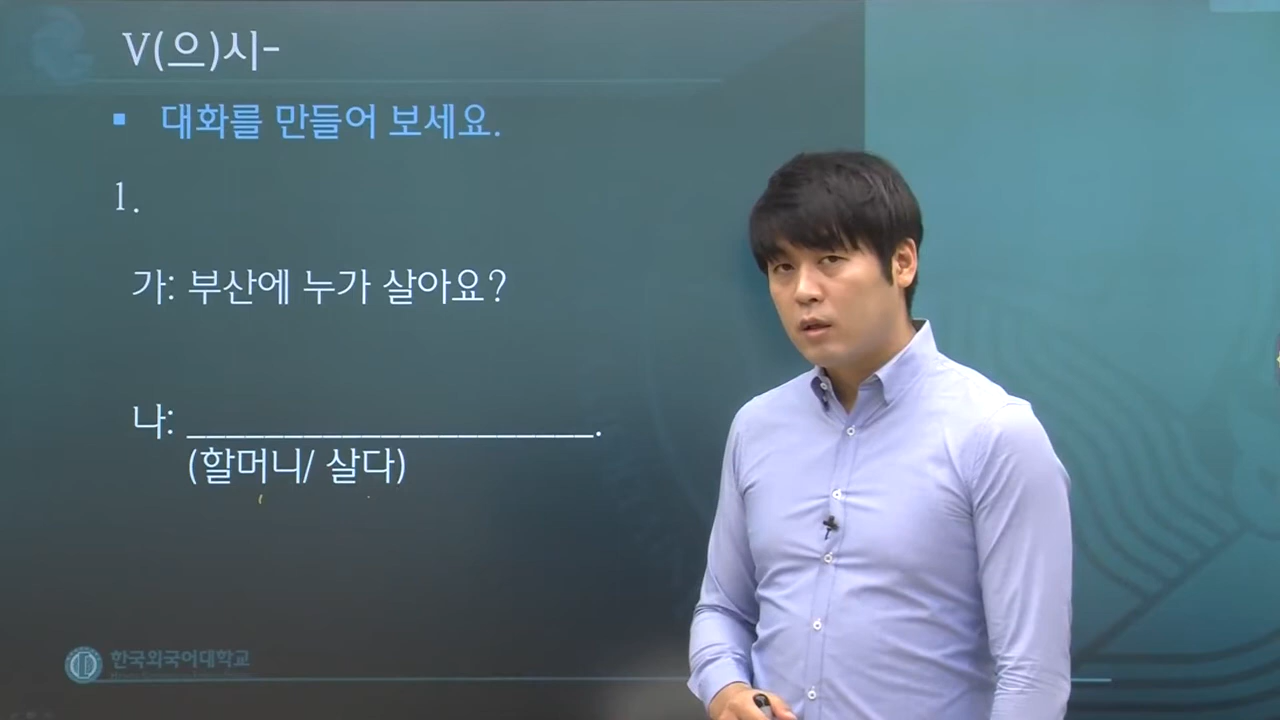 V(으)시-
▪ 대화를 만들어 보세요.
1.
가: 부산에 누가 살아요?
나: _____________________.
(할머니/ 살다)
한국외국어대학교